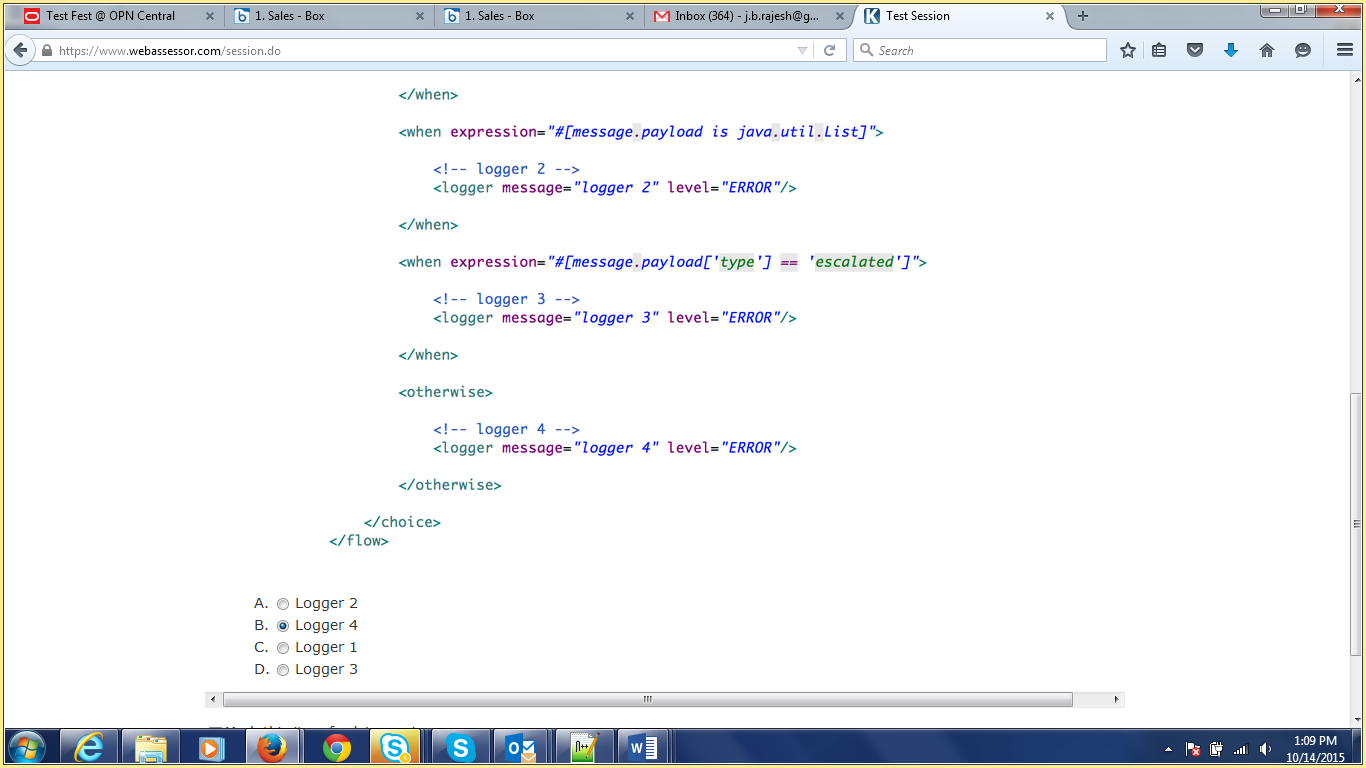 Test Fest @ OPN Central
1. Sales - Box
1. Sales - Box
Inbox (364) - j.b.rajesh@g...
Test Session
https://www.webassessor.com/session.do
Search
</when>
<when expression="#[message.payload is java.util.List]">
<!-- logger 2 -->
<logger message="logger 2" level="ERROR"/>
</when>
<when expression="#[message.payload['type'] == 'escalated']">
<!-- logger 3 -->
<logger message="logger 3" level="ERROR"/>
</when>
<otherwise>
<!-- logger 4 -->
<logger message="logger 4" level="ERROR"/>
</otherwise>
</choice>
</flow>
A. Logger 2
B. Logger 4
C. Logger 1
D. Logger 3
1:09 PM
10/14/2015